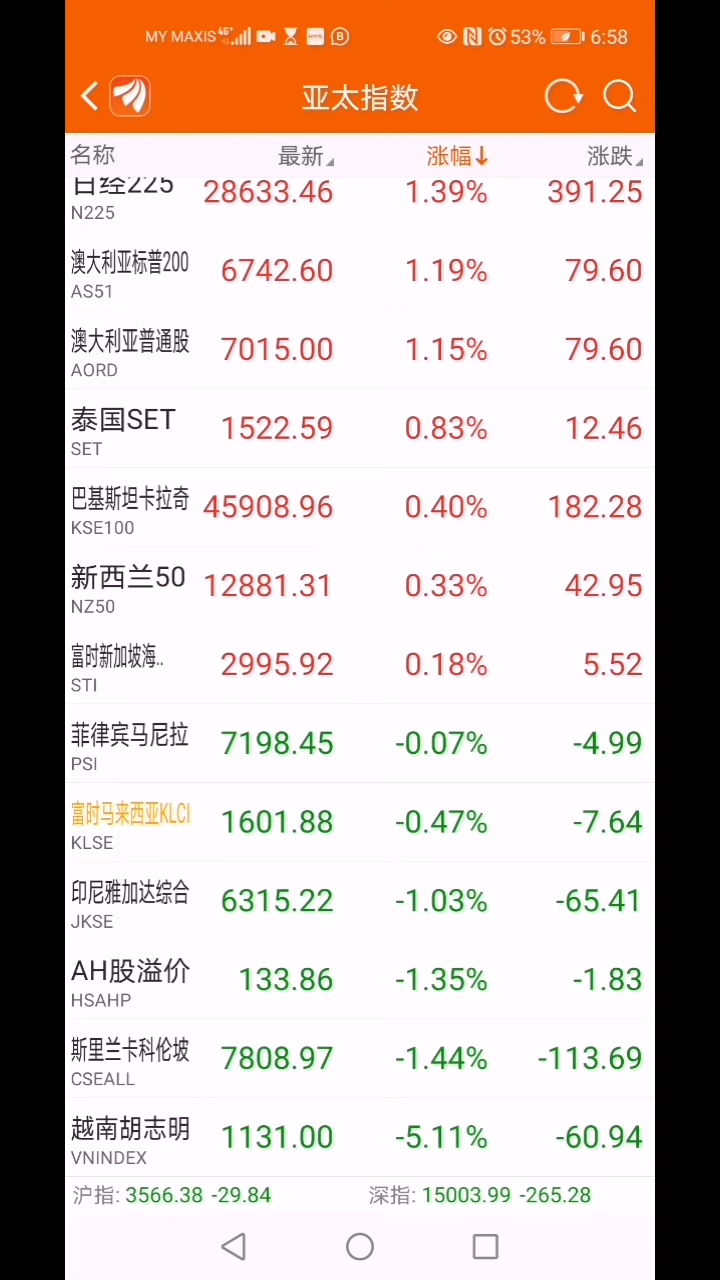 MY MAXIS 4G+ 53% 6:58
亚太指数
名称 最新 涨幅↓ 涨跌
日经225 28633.46 1.39% 391.25
N225
澳大利亚标普200 6742.60 1.19% 79.60
AS51
澳大利亚普通股 7015.00 1.15% 79.60
AORD
泰国SET 1522.59 0.83% 12.46
SET
巴基斯坦卡拉奇 45908.96 0.40% 182.28
KSE100
新西兰50 12881.31 0.33% 42.95
NZ50
富时新加坡海.. 2995.92 0.18% 5.52
STI
菲律宾马尼拉 7198.45 -0.07% -4.99
PSI
富时马来西亚KLCI 1601.88 -0.47% -7.64
KLSE
印尼雅加达综合 6315.22 -1.03% -65.41
JKSE
AH股溢价 133.86 -1.35% -1.83
HSAHP
斯里兰卡科伦坡 7808.97 -1.44% -113.69
CSEALL
越南胡志明 1131.00 -5.11% -60.94
VNINDEX
沪指: 3566.38 -29.84 深指: 15003.99 -265.28